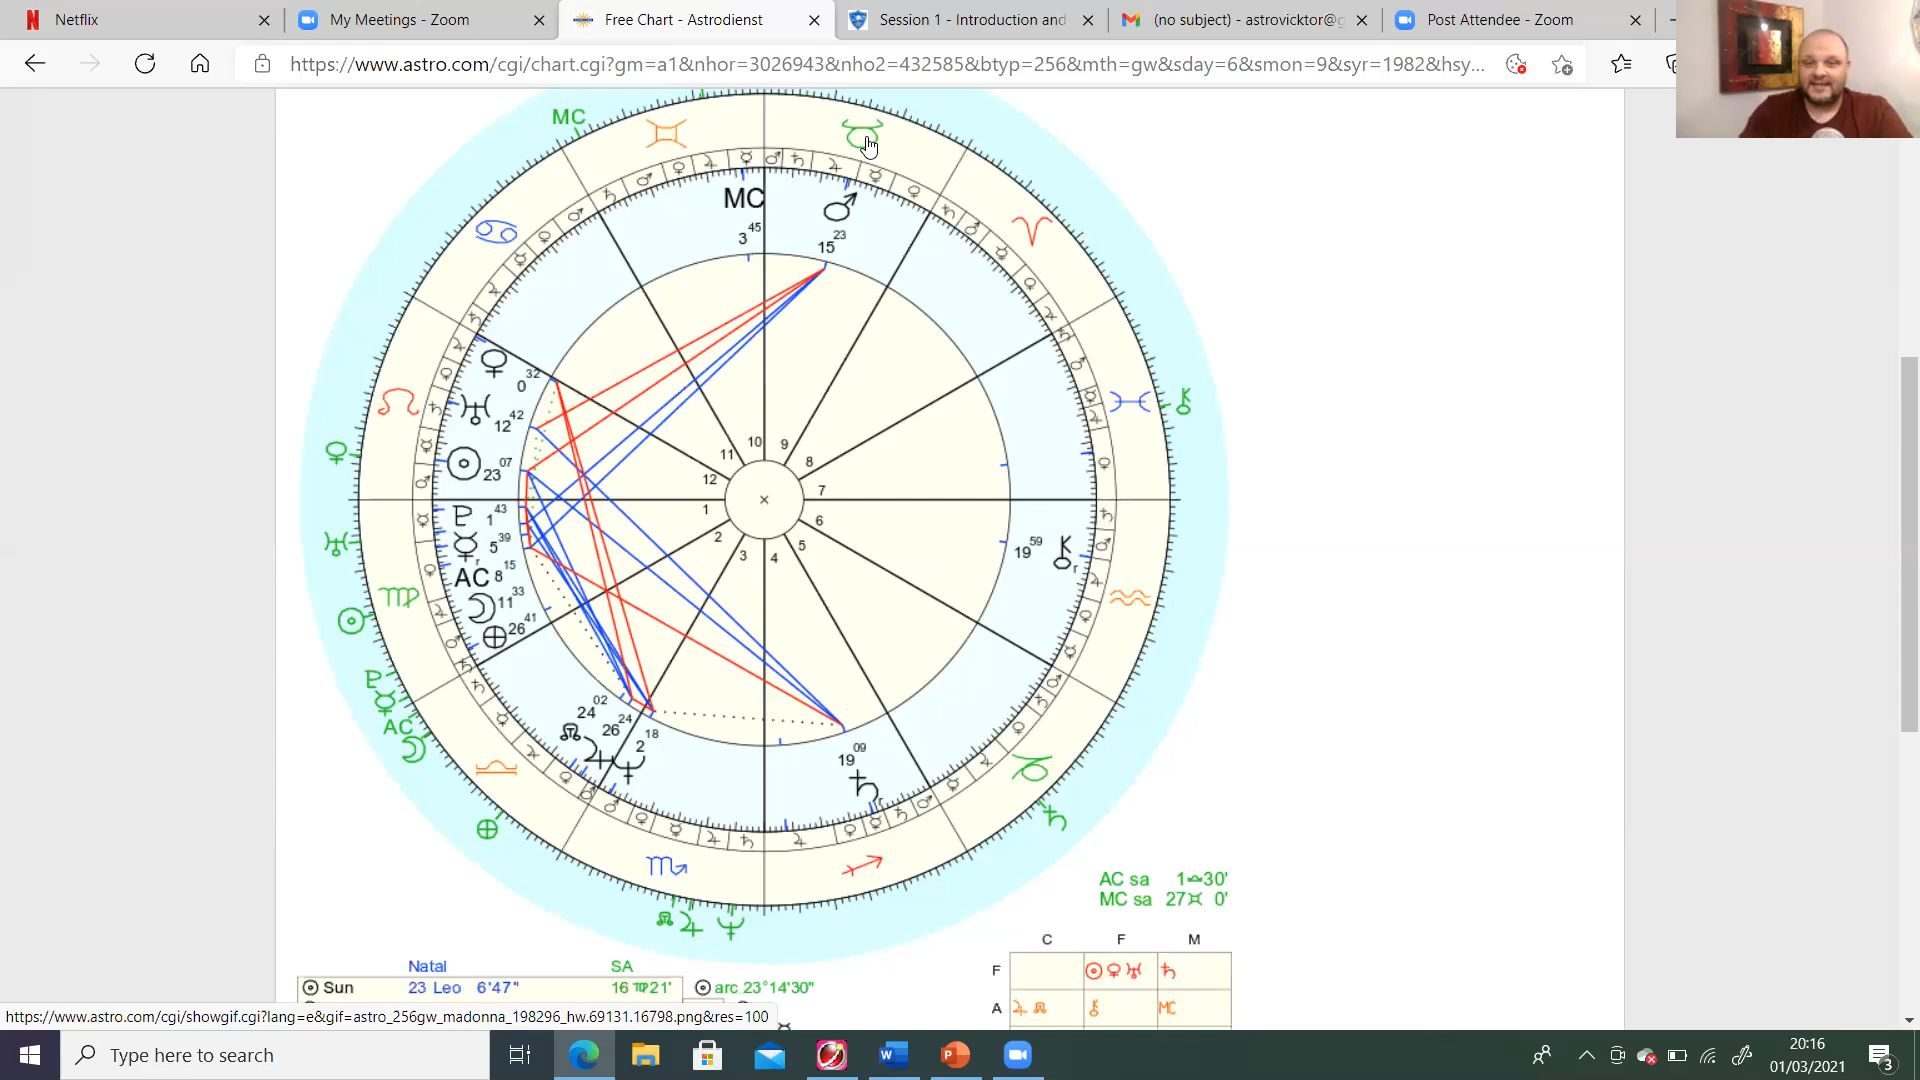 Netflix
My Meetings - Zoom
Free Chart - Astrodienst
Session 1 - Introduction and
(no subject) - astrovicktor@g
Post Attendee - Zoom
https://www.astro.com/cgi/chart.cgi?gm=a1&nhor=3026943&nho2=432585&btyp=256&mth=gw&sday=6&smon=9&syr=1982&hsy...
MC
MC
3 45
15 23
0 32
12 42
23 07
1 43
5 39
r
AC 8 15
11 33
26 41
10
9
11
8
12
7
1
6
2
5
3
4
19 59
r
AC
24 02
26 24
2 18
19 09
r
AC sa 1 30'
MC sa 27 0'
C F M
F
A MC
Natal SA
Sun 23 Leo 6'47" 16 21' arc 23°14'30"
https://www.astro.com/cgi/showgif.cgi?lang=e&gif=astro_256gw_madonna_198296_hw.69131.16798.png&res=100
Type here to search
20:16
01/03/2021
3